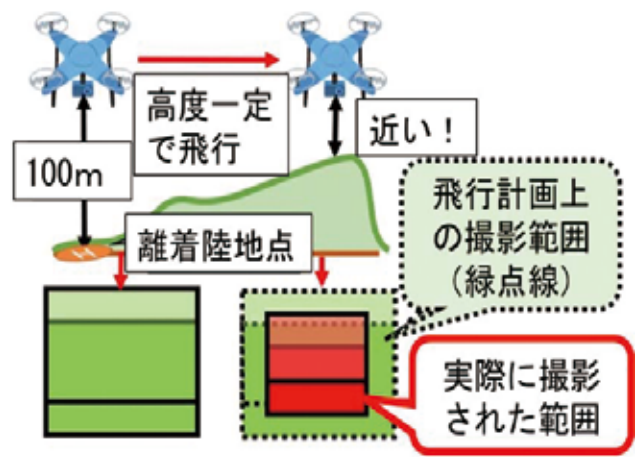 高度一定
で飛行
近い！
100m
離着陸地点
飛行計画上
の撮影範囲
（緑点線）
実際に撮影
された範囲